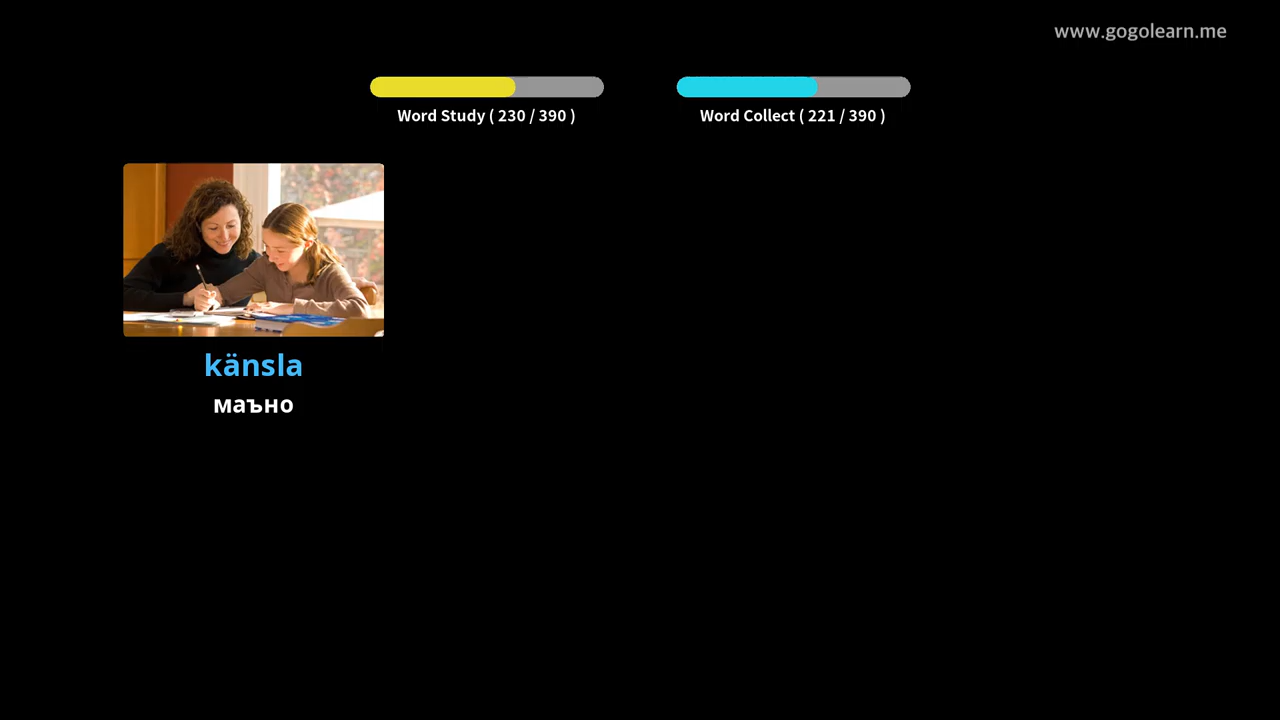 www.gogolearn.me
Word Study ( 230 / 390 )
Word Collect ( 221 / 390 )
känsla
маъно